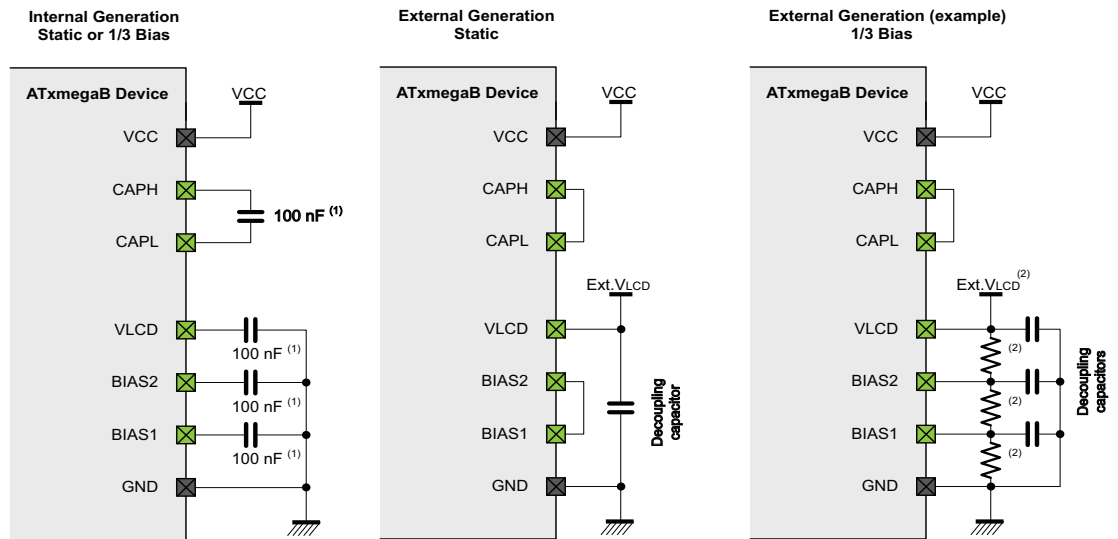 Internal Generation
Static or 1/3 Bias
ATxmegaB Device
VCC
VCC
CAPH
100 nF (1)
CAPL
VLCD
100 nF (1)
BIAS2
100 nF (1)
BIAS1
100 nF (1)
GND
External Generation
Static
ATxmegaB Device
VCC
VCC
CAPH
CAPL
Ext.VLCD
VLCD
BIAS2
BIAS1
Decoupling
capacitor
GND
External Generation (example)
1/3 Bias
ATxmegaB Device
VCC
VCC
CAPH
CAPL
Ext.VLCD (2)
VLCD
(2)
BIAS2
(2)
BIAS1
(2)
Decoupling
capacitors
GND